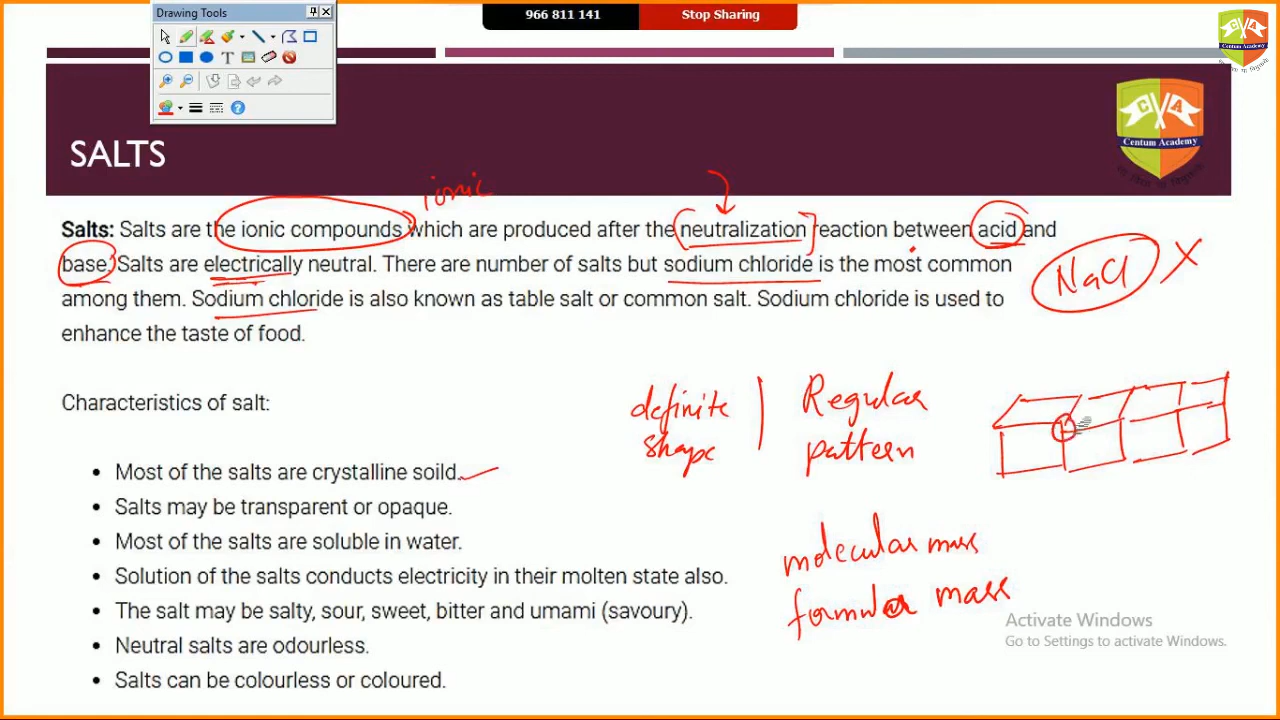 Drawing Tools
966 811 141
Stop Sharing
C A
Centum Academy
SALTS
C A
Centum Academy
ionic
Salts: Salts are the ionic compounds which are produced after the neutralization reaction between acid and
base. Salts are electrically neutral. There are number of salts but sodium chloride is the most common
among them. Sodium chloride is also known as table salt or common salt. Sodium chloride is used to
enhance the taste of food.
NaCl X
Characteristics of salt:
definite
shape
Regular
pattern
• Most of the salts are crystalline soild.
• Salts may be transparent or opaque.
• Most of the salts are soluble in water.
• Solution of the salts conducts electricity in their molten state also.
• The salt may be salty, sour, sweet, bitter and umami (savoury).
• Neutral salts are odourless.
• Salts can be colourless or coloured.
molecular mass
formular mass
Activate Windows
Go to Settings to activate Windows.